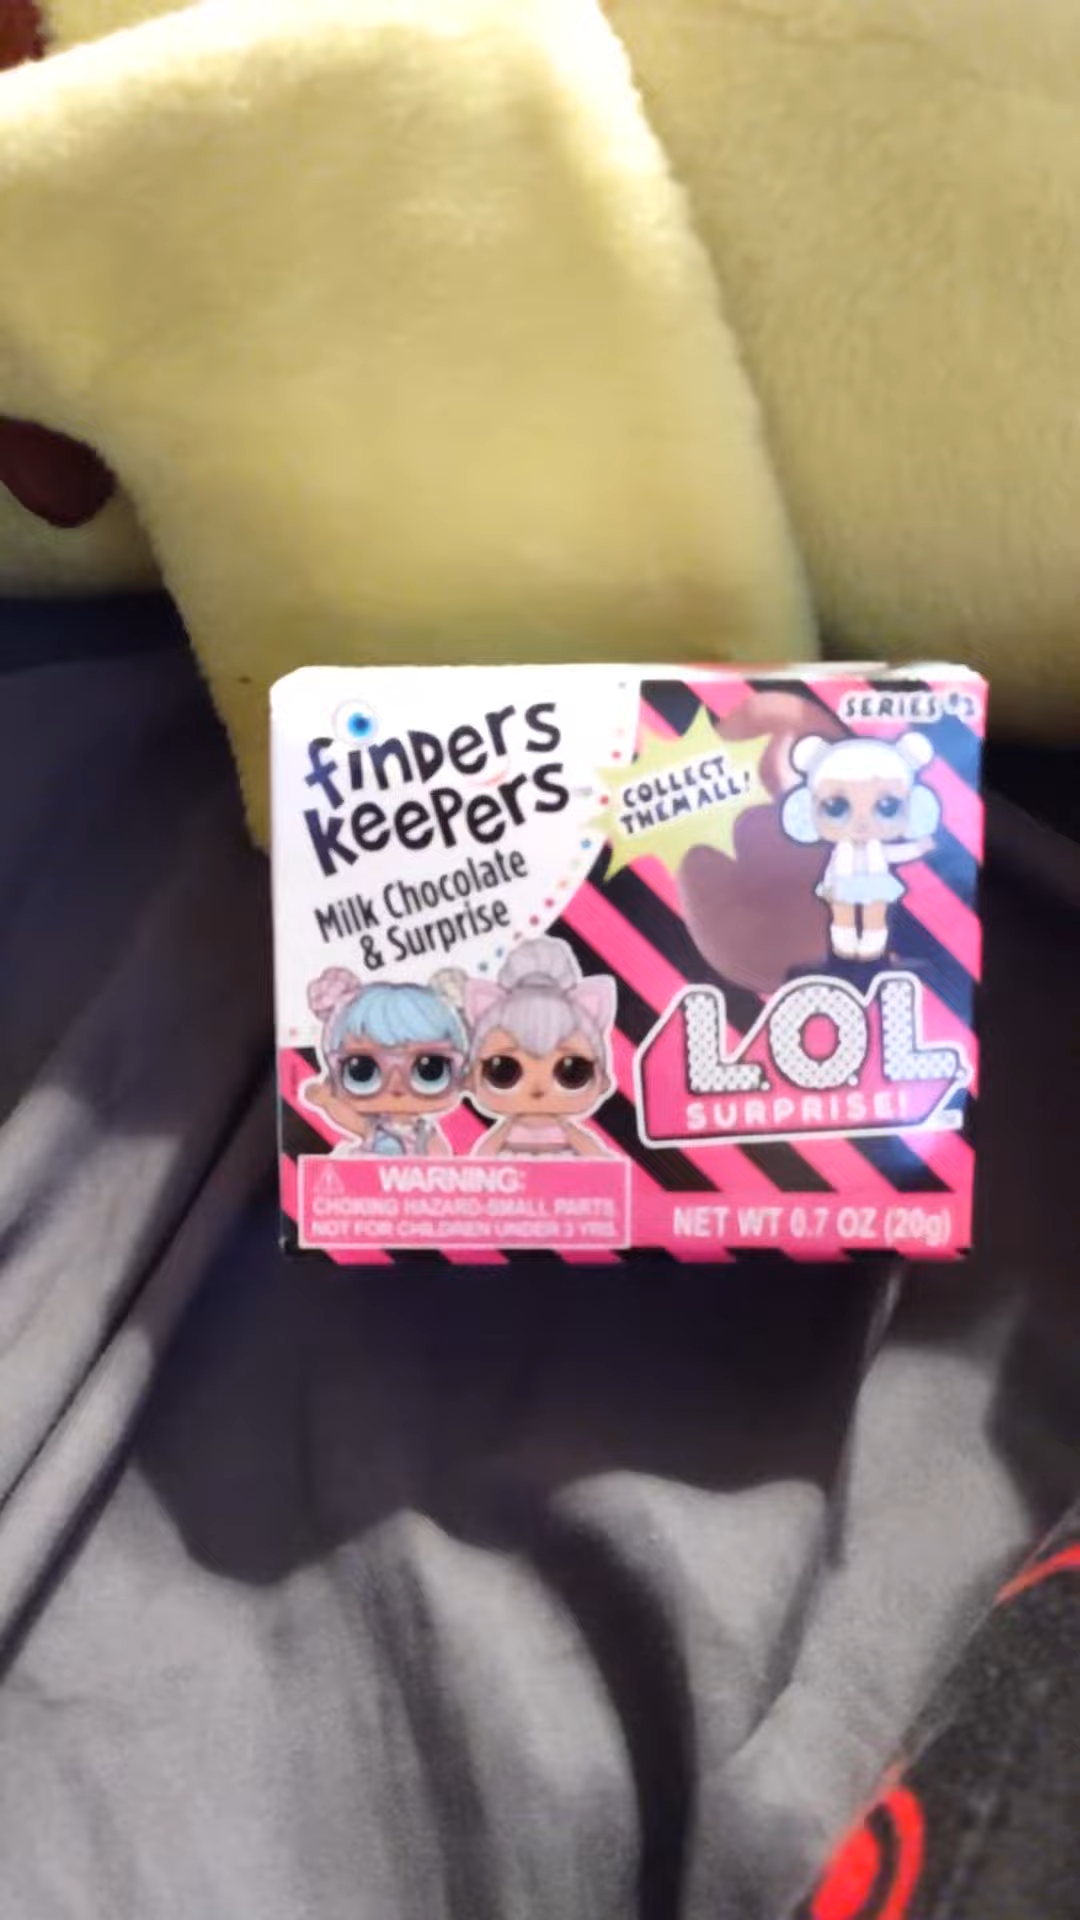 finders
keepers
Milk Chocolate
& Surprise
COLLECT
THEM ALL!
SERIES
L.O.L.
SURPRISE!
WARNING:
CHOKING HAZARD-SMALL PARTS
NOT FOR CHILDREN UNDER 3 YRS.
NET WT 0.7 OZ (20g)